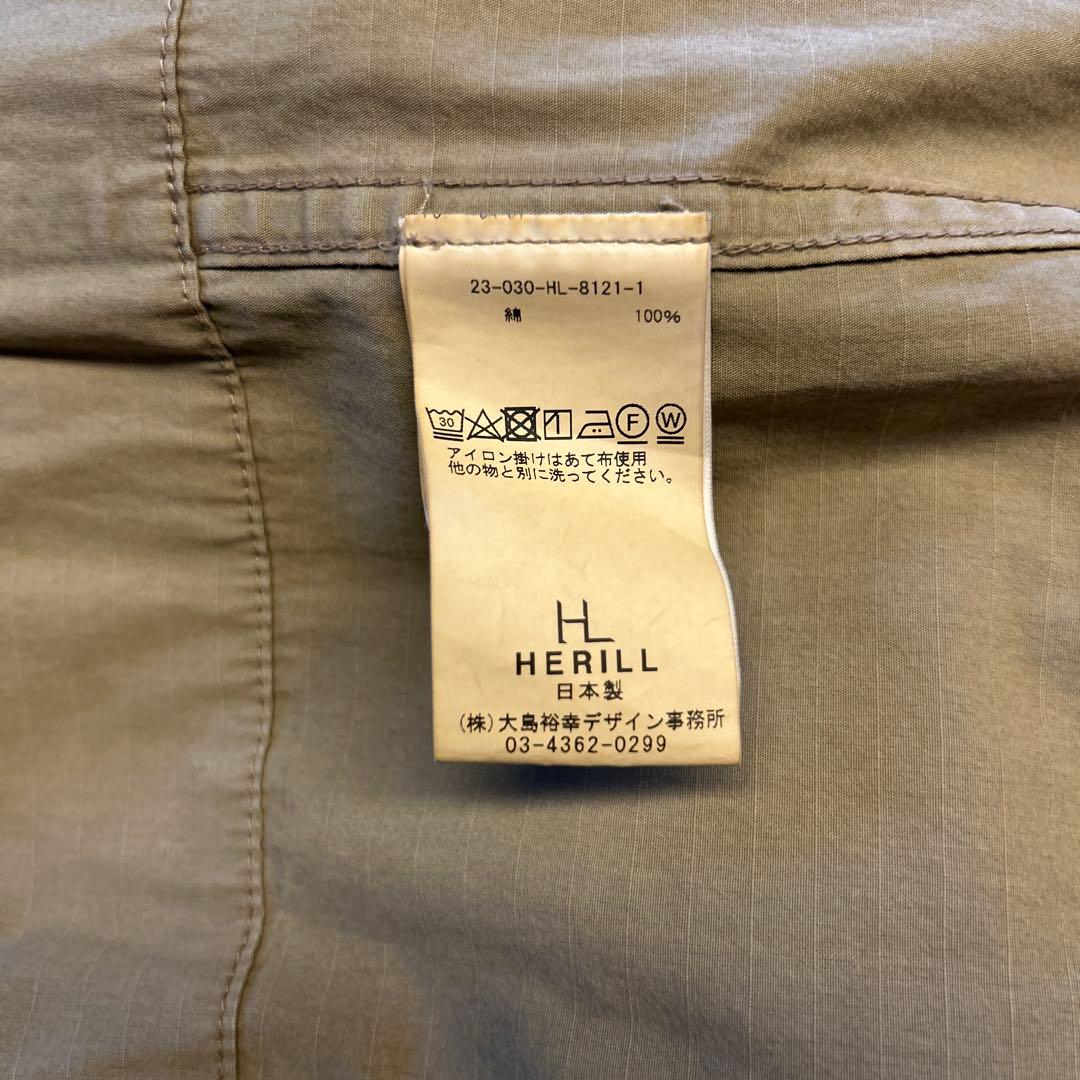 23-030-HL-8121-1
綿 100%
30 F W
アイロン掛けはあて布使用
他の物と別に洗ってください。
HL
HERILL
日本製
(株)大島裕幸デザイン事務所
03-4362-0299